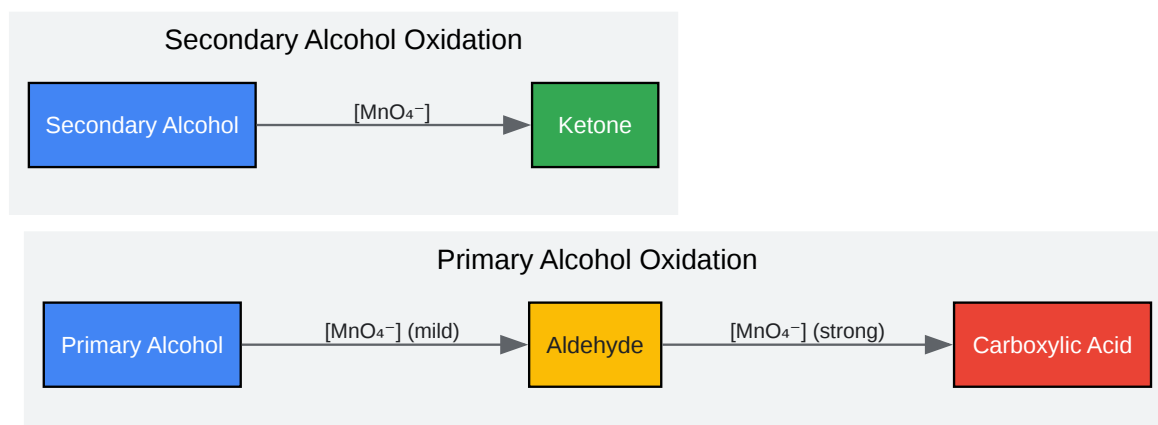 Secondary Alcohol Oxidation
Secondary Alcohol
[MnO₄⁻]
Ketone
Primary Alcohol Oxidation
Primary Alcohol
[MnO₄⁻] (mild)
Aldehyde
[MnO₄⁻] (strong)
Carboxylic Acid